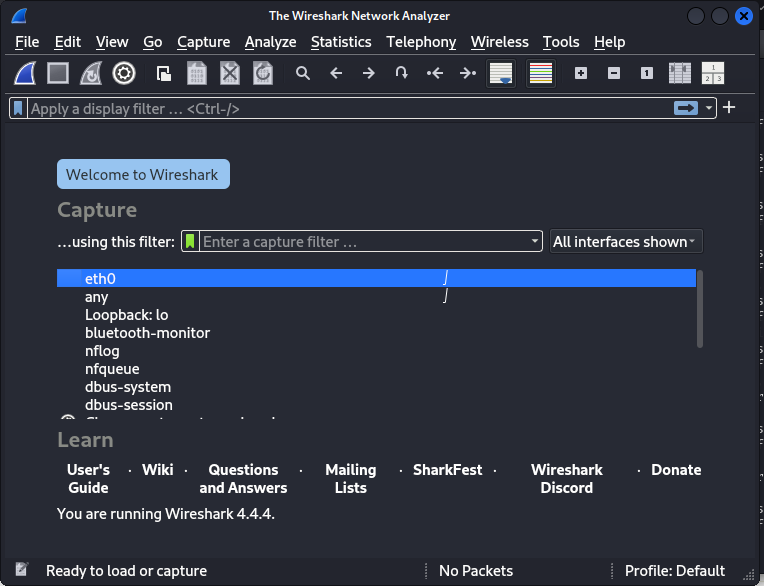 The Wireshark Network Analyzer
File Edit View Go Capture Analyze Statistics Telephony Wireless Tools Help
Apply a display filter … <Ctrl-/>
Welcome to Wireshark
Capture
…using this filter: Enter a capture filter … All interfaces shown
eth0
any
Loopback: lo
bluetooth-monitor
nflog
nfqueue
dbus-system
dbus-session
Learn
User's Guide · Wiki · Questions and Answers · Mailing Lists · SharkFest · Wireshark Discord · Donate
You are running Wireshark 4.4.4.
Ready to load or capture No Packets Profile: Default